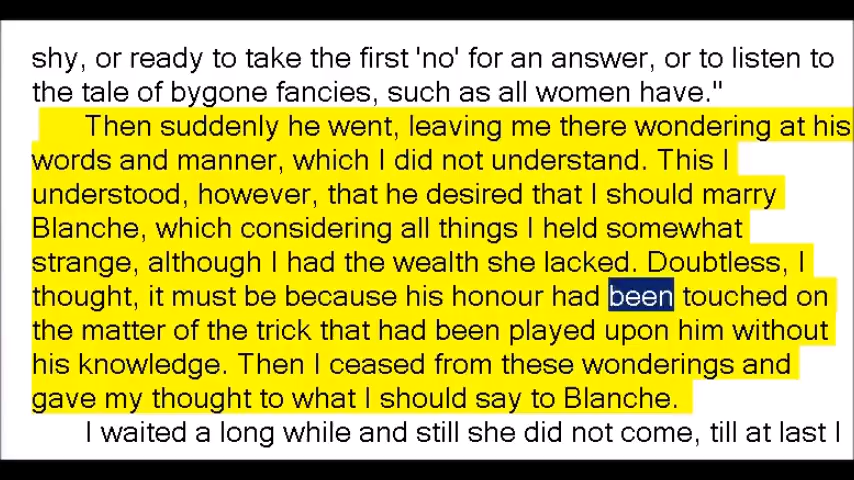 shy, or ready to take the first 'no' for an answer, or to listen to
the tale of bygone fancies, such as all women have."
Then suddenly he went, leaving me there wondering at his
words and manner, which I did not understand. This I
understood, however, that he desired that I should marry
Blanche, which considering all things I held somewhat
strange, although I had the wealth she lacked. Doubtless, I
thought, it must be because his honour had been touched on
the matter of the trick that had been played upon him without
his knowledge. Then I ceased from these wonderings and
gave my thought to what I should say to Blanche.
I waited a long while and still she did not come, till at last I